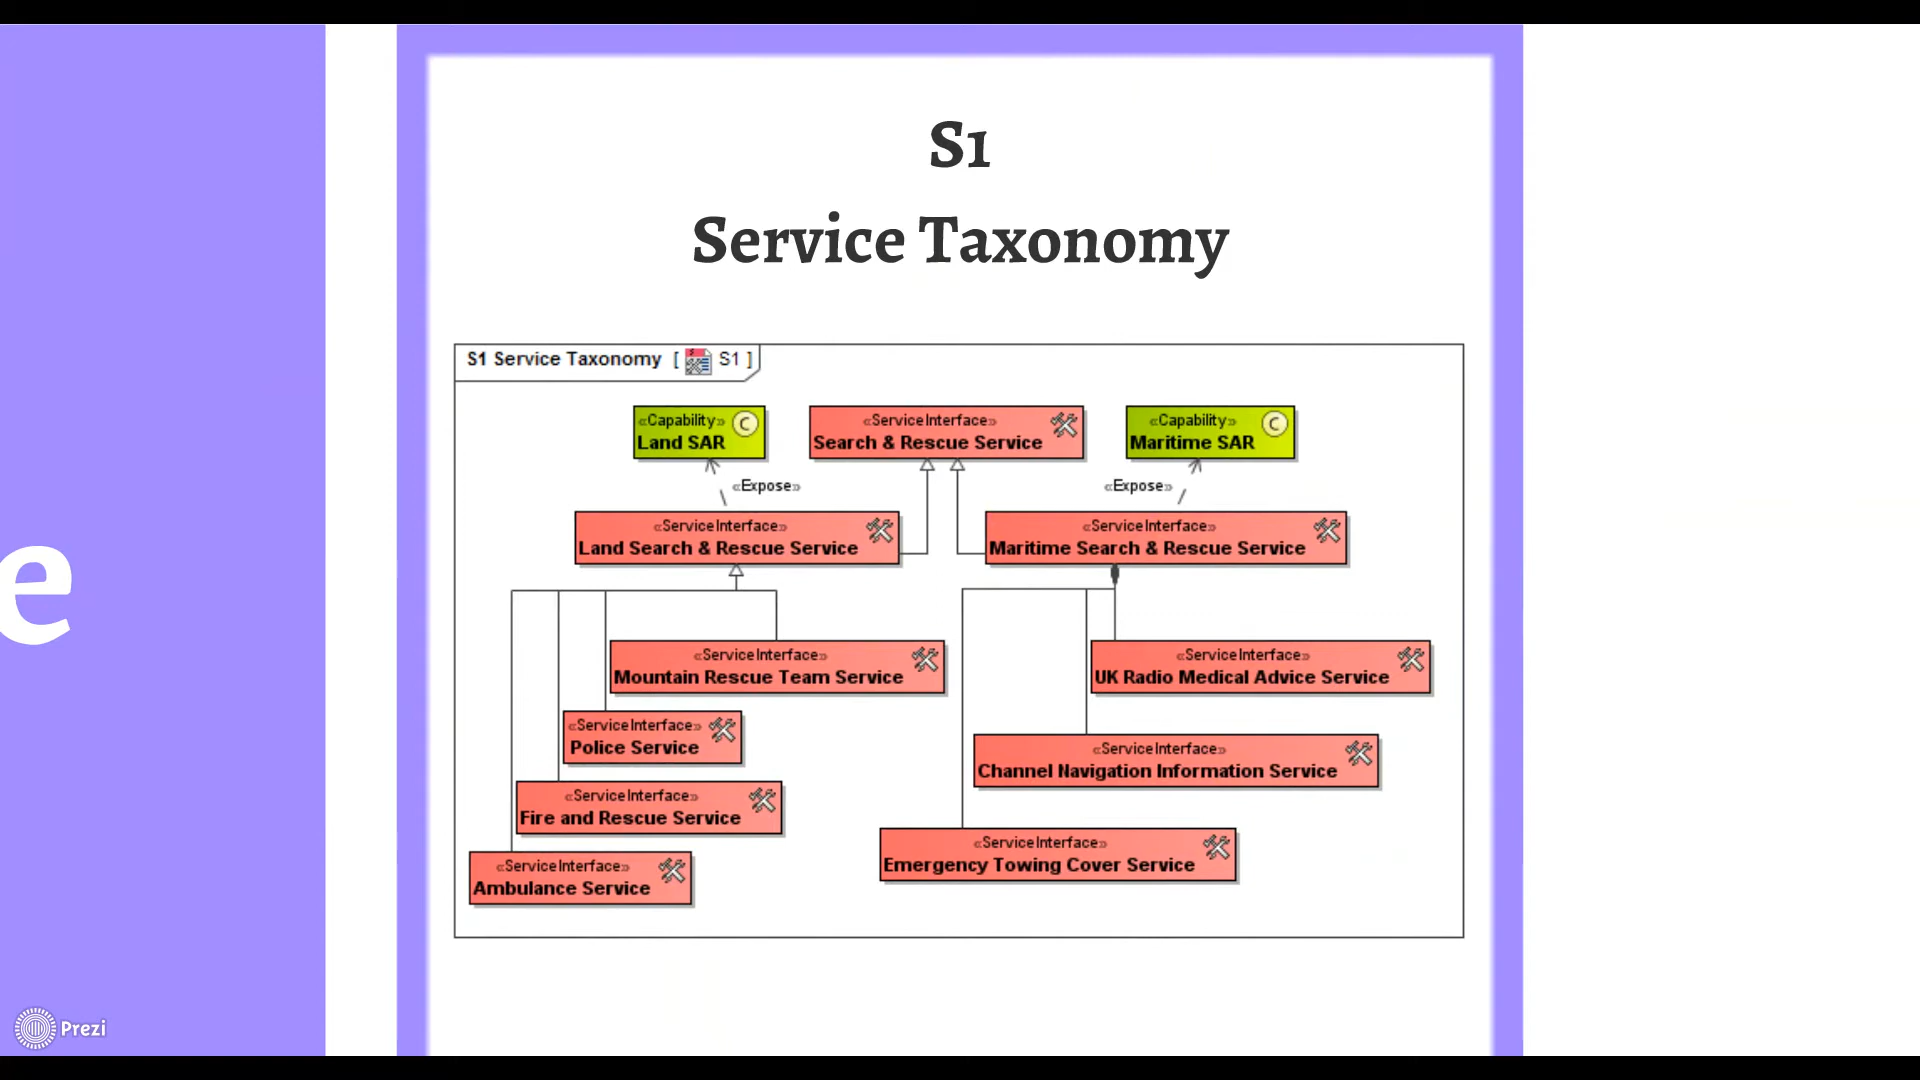 S1
Service Taxonomy
S1 Service Taxonomy [ S1 ]
«Capability» C
Land SAR
«ServiceInterface»
Search & Rescue Service
«Capability» C
Maritime SAR
«Expose»
«Expose»
«ServiceInterface»
Land Search & Rescue Service
«ServiceInterface»
Maritime Search & Rescue Service
«ServiceInterface»
Mountain Rescue Team Service
«ServiceInterface»
UK Radio Medical Advice Service
«ServiceInterface»
Police Service
«ServiceInterface»
Channel Navigation Information Service
«ServiceInterface»
Fire and Rescue Service
«ServiceInterface»
Emergency Towing Cover Service
«ServiceInterface»
Ambulance Service
e
Prezi